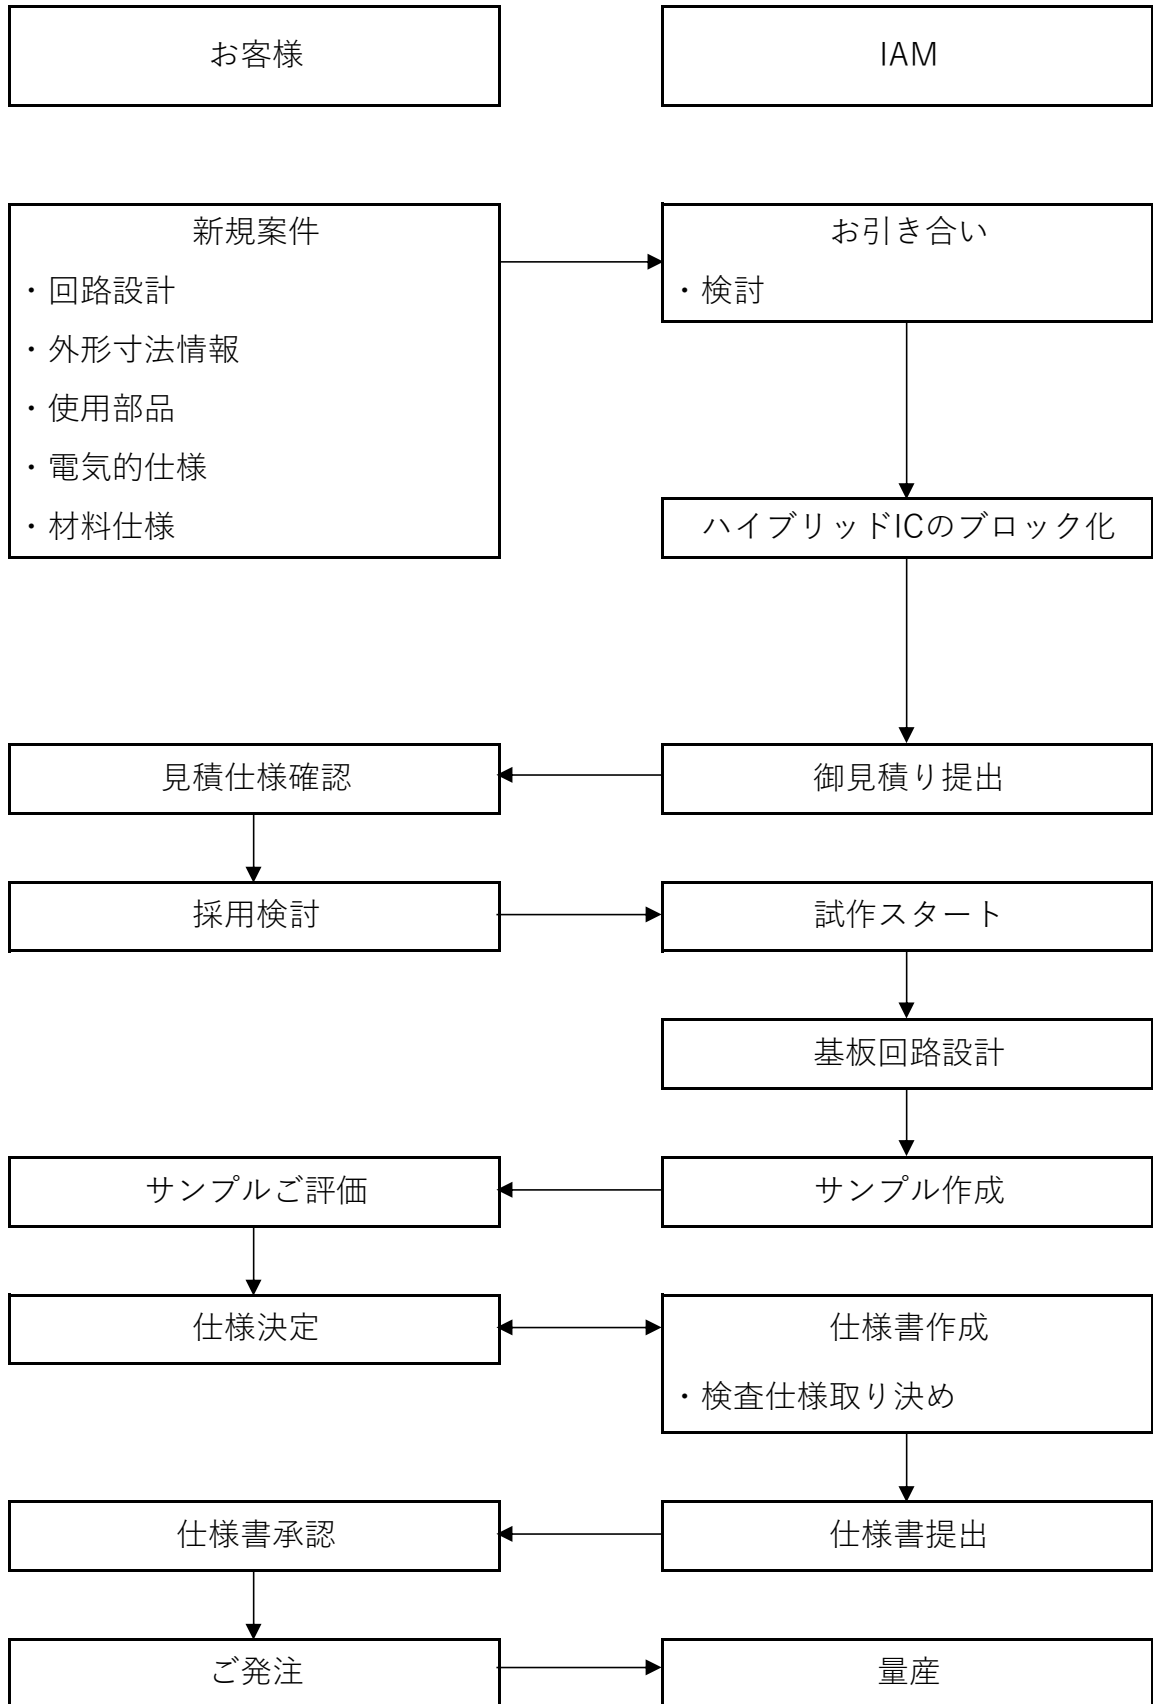 お客様
IAM
新規案件
・回路設計
・外形寸法情報
・使用部品
・電気的仕様
・材料仕様
お引き合い
・検討
ハイブリッドICのブロック化
見積仕様確認
御見積り提出
採用検討
試作スタート
基板回路設計
サンプルご評価
サンプル作成
仕様決定
仕様書作成
・検査仕様取り決め
仕様書承認
仕様書提出
ご発注
量産